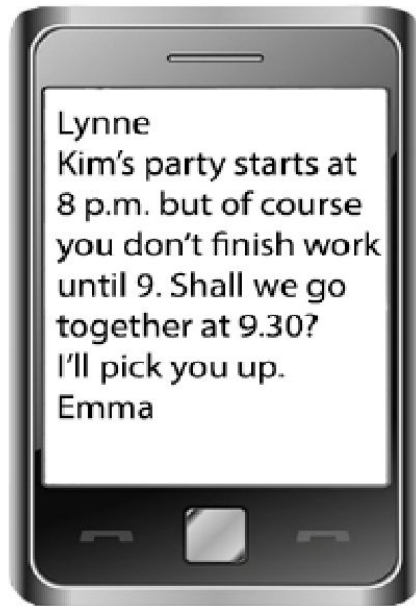 Lynne
Kim's party starts at
8 p.m. but of course
you don't finish work
until 9. Shall we go
together at 9.30?
I'll pick you up.
Emma